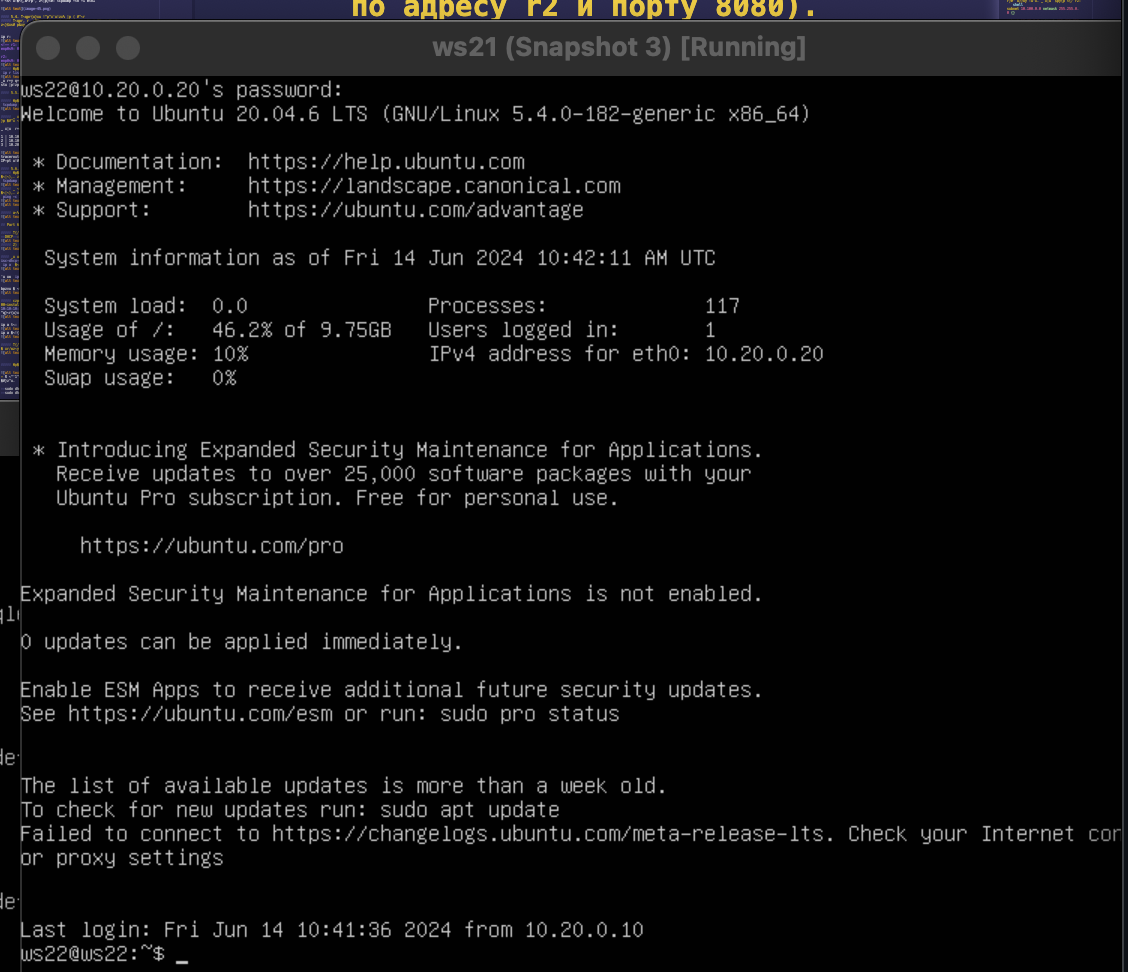 по адресу r2 и порту 8080).
ws21 (Snapshot 3) [Running]
ws22@10.20.0.20's password:
Welcome to Ubuntu 20.04.6 LTS (GNU/Linux 5.4.0-182-generic x86_64)
* Documentation:  https://help.ubuntu.com
* Management:     https://landscape.canonical.com
* Support:        https://ubuntu.com/advantage
System information as of Fri 14 Jun 2024 10:42:11 AM UTC
System load:  0.0               Processes:             117
Usage of /:   46.2% of 9.75GB   Users logged in:       1
Memory usage: 10%               IPv4 address for eth0: 10.20.0.20
Swap usage:   0%
* Introducing Expanded Security Maintenance for Applications.
Receive updates to over 25,000 software packages with your
Ubuntu Pro subscription. Free for personal use.
https://ubuntu.com/pro
Expanded Security Maintenance for Applications is not enabled.
0 updates can be applied immediately.
Enable ESM Apps to receive additional future security updates.
See https://ubuntu.com/esm or run: sudo pro status
The list of available updates is more than a week old.
To check for new updates run: sudo apt update
Failed to connect to https://changelogs.ubuntu.com/meta-release-lts. Check your Internet con
or proxy settings
Last login: Fri Jun 14 10:41:36 2024 from 10.20.0.10
ws22@ws22:~$ _